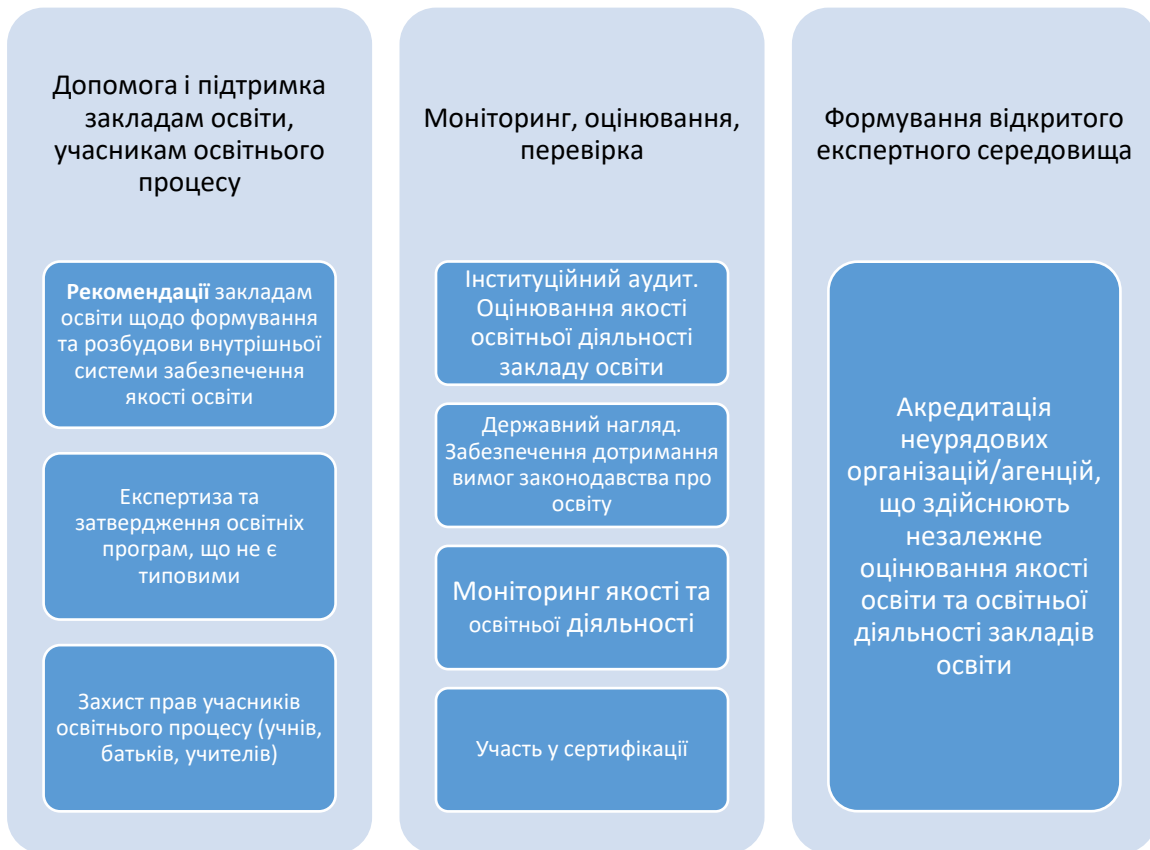 Допомога і підтримка
закладам освіти,
учасникам освітнього
процесу
Рекомендації закладам
освіти щодо формування
та розбудови внутрішньої
системи забезпечення
якості освіти
Експертиза та
затвердження освітніх
програм, що не є
типовими
Захист прав учасників
освітнього процесу (учнів,
батьків, учителів)
Моніторинг, оцінювання,
перевірка
Інституційний аудит.
Оцінювання якості
освітньої діяльності
закладу освіти
Державний нагляд.
Забезпечення дотримання
вимог законодавства про
освіту
Моніторинг якості та
освітньої діяльності
Участь у сертифікації
Формування відкритого
експертного середовища
Акредитація
неурядових
організацій/агенцій,
що здійснюють
незалежне
оцінювання якості
освіти та освітньої
діяльності закладів
освіти